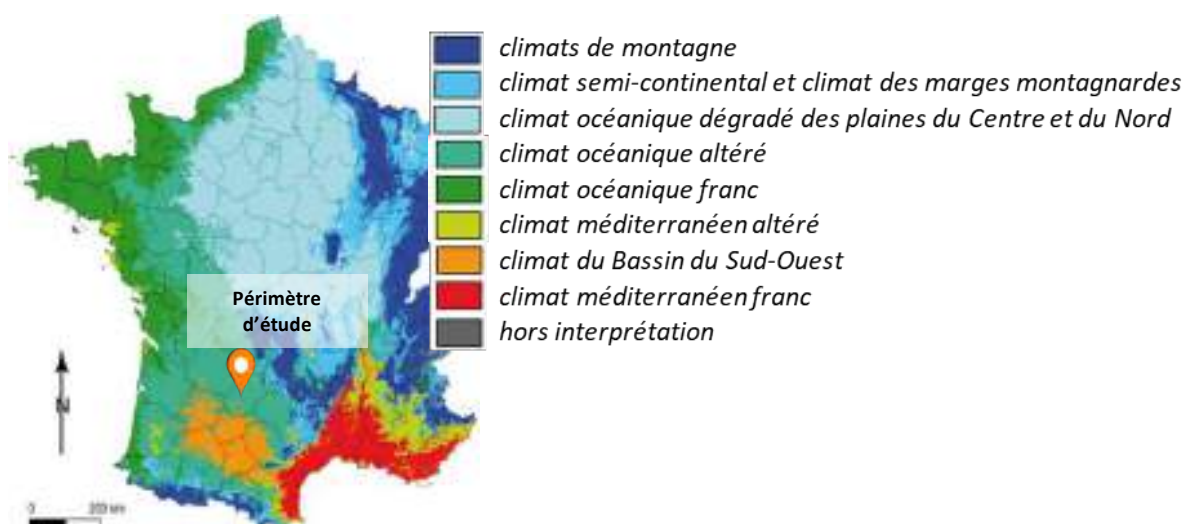 climats de montagne
climat semi-continental et climat des marges montagnardes
climat océanique dégradé des plaines du Centre et du Nord
climat océanique altéré
climat océanique franc
climat méditerranéen altéré
climat du Bassin du Sud-Ouest
climat méditerranéen franc
hors interprétation
Périmètre
d'étude
N
0 200 km